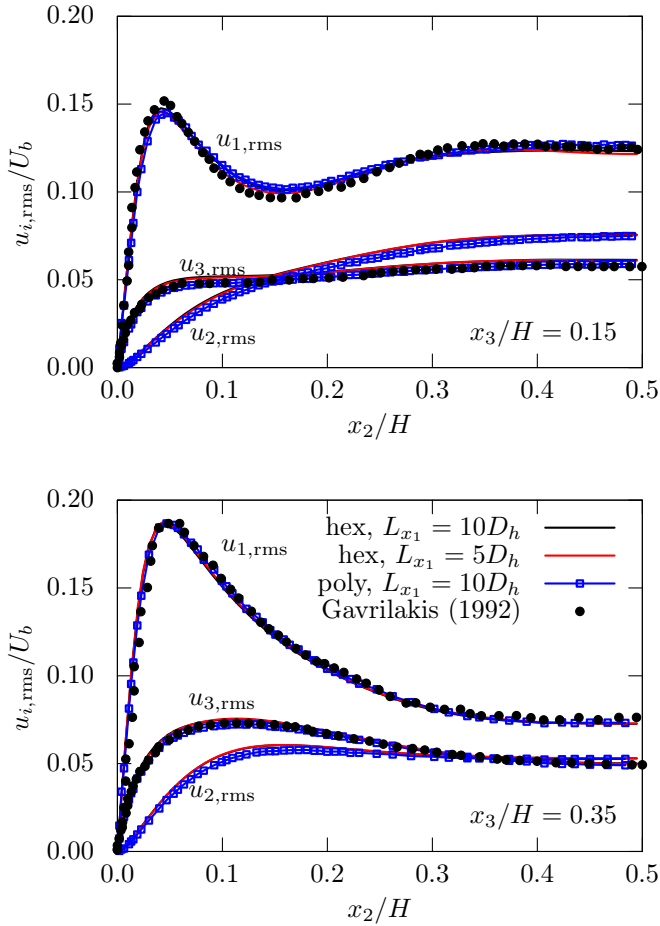 0.20
0.15
0.10
0.05
0.00
u_{i,rms}/U_b
u_{1,rms}
u_{3,rms}
u_{2,rms}
x_3/H = 0.15
0.0 0.1 0.2 0.3 0.4 0.5
x_2/H
0.20
0.15
0.10
0.05
0.00
u_{i,rms}/U_b
hex, L_{x_1} = 10D_h
hex, L_{x_1} = 5D_h
poly, L_{x_1} = 10D_h
Gavrilakis (1992)
u_{1,rms}
u_{3,rms}
u_{2,rms}
x_3/H = 0.35
0.0 0.1 0.2 0.3 0.4 0.5
x_2/H